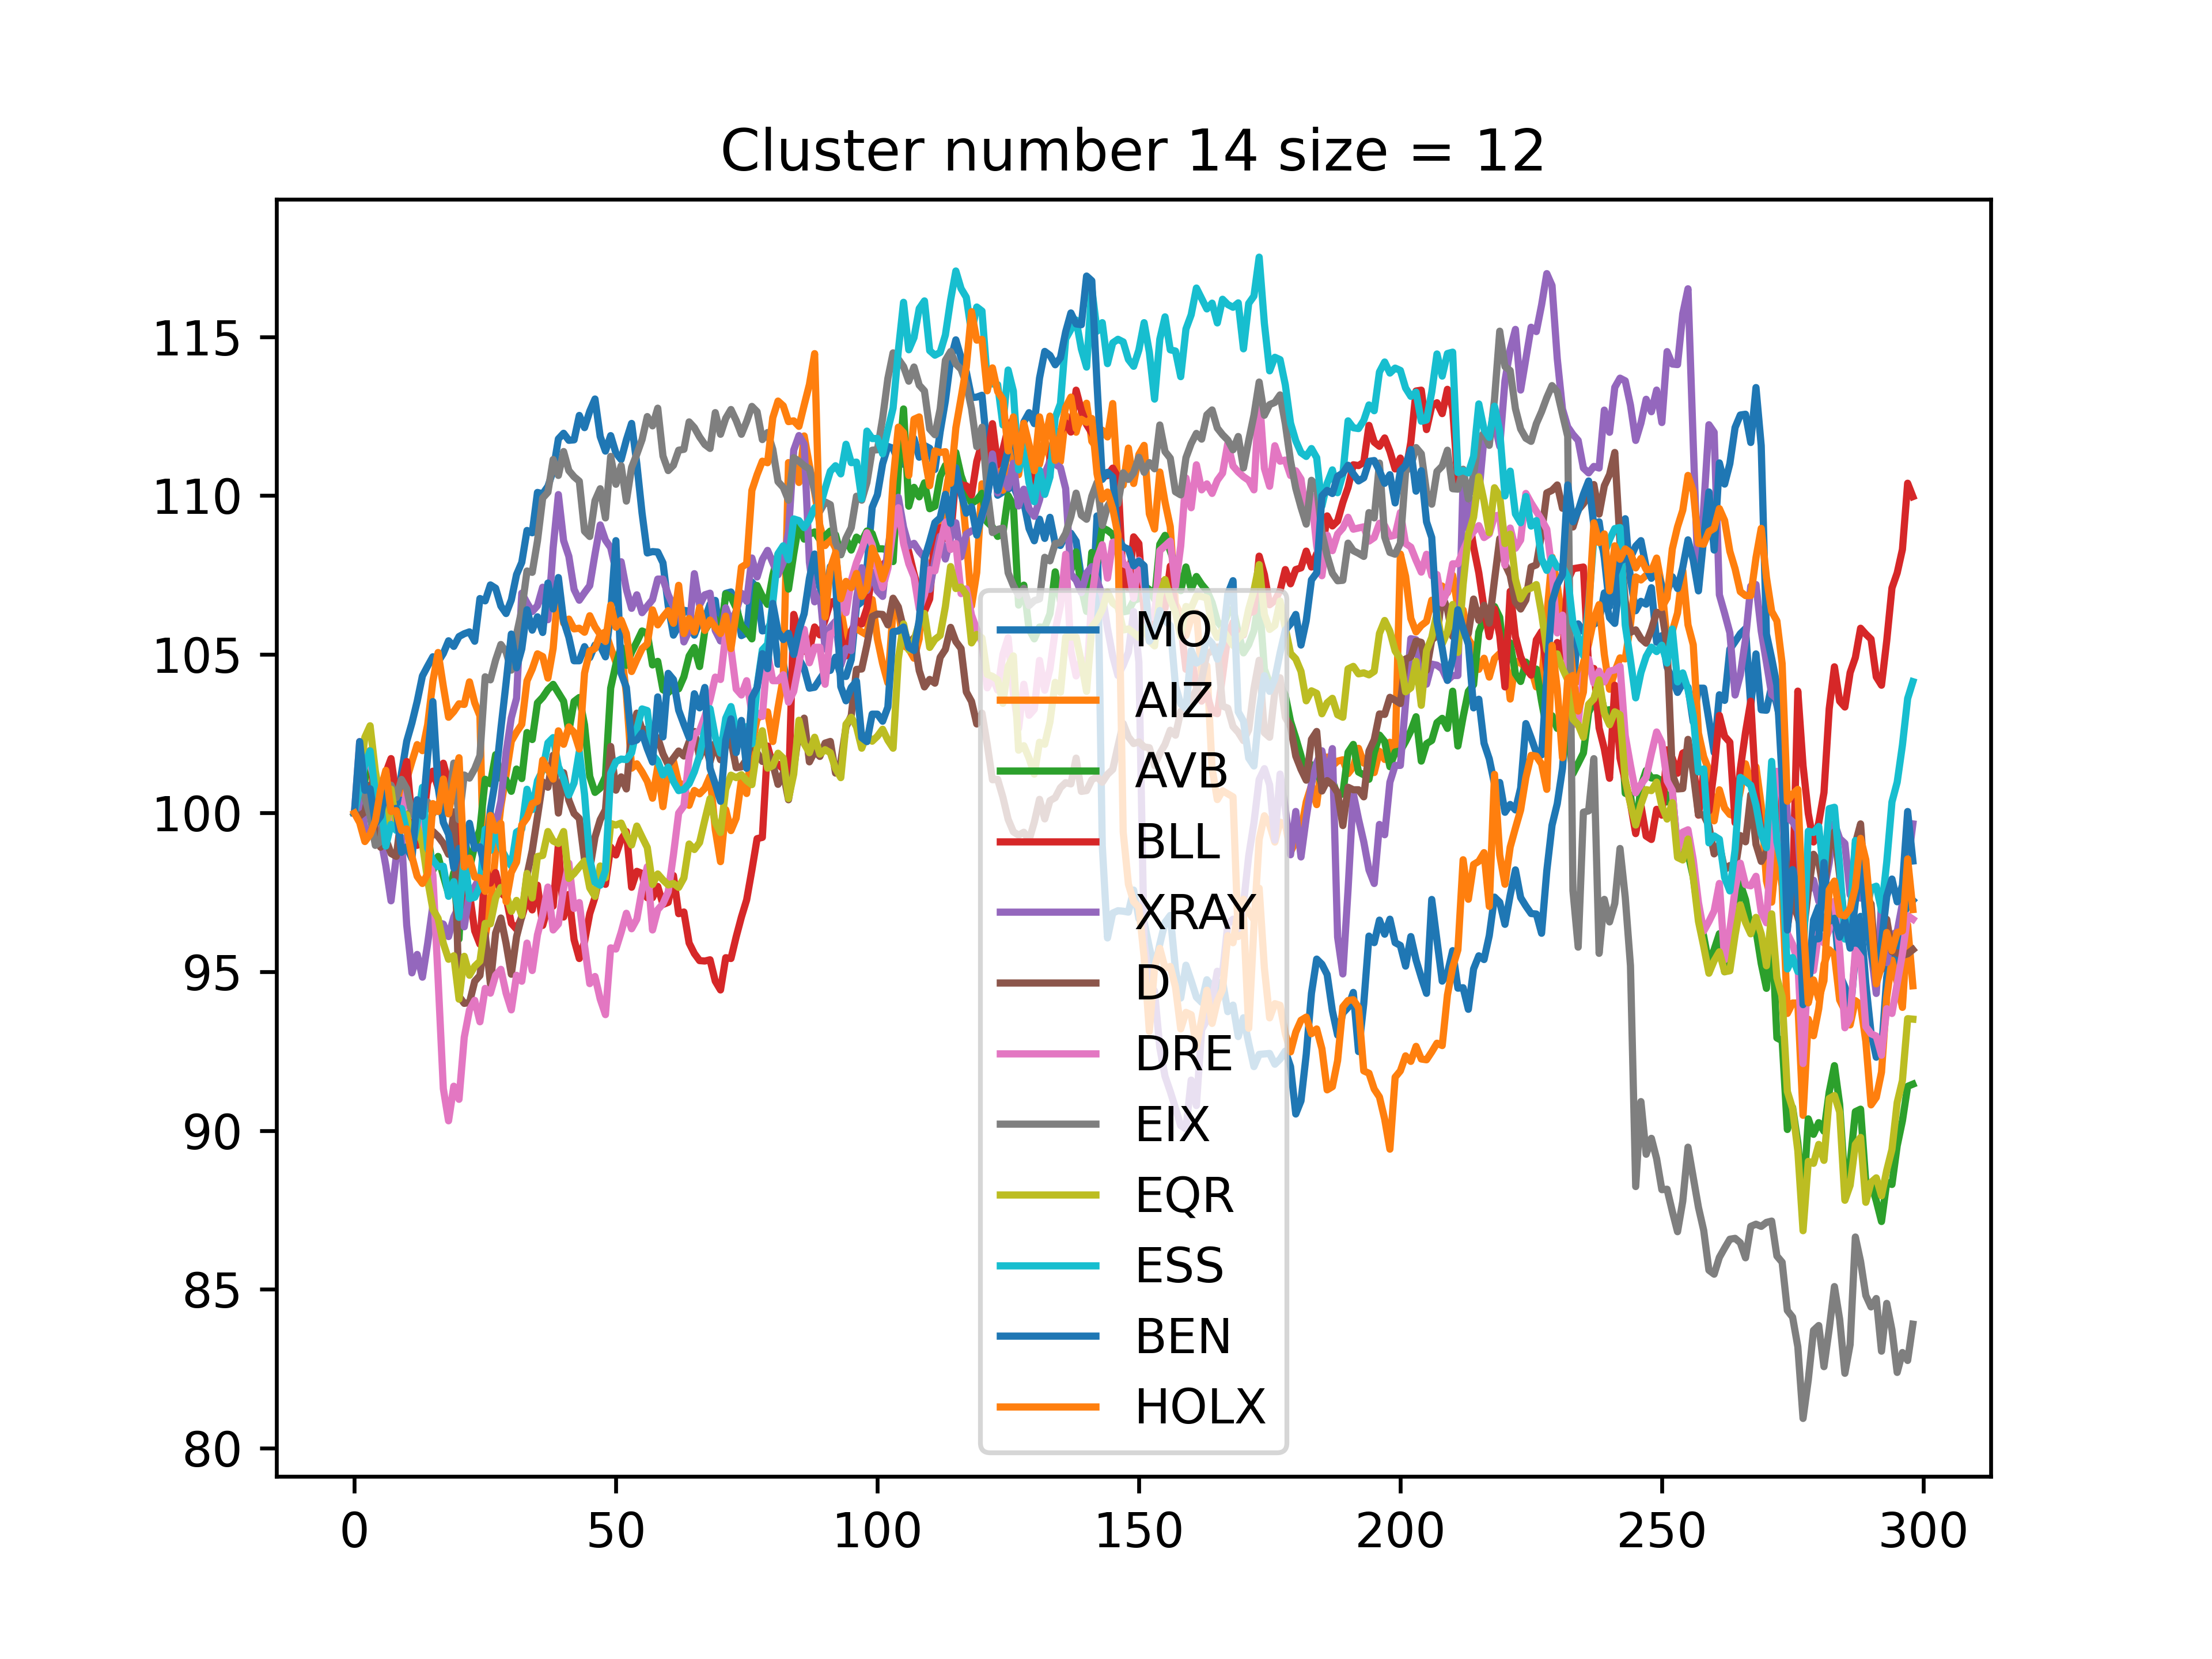 Cluster number 14 size = 12
115
110
105
100
95
90
85
80
MO
AIZ
AVB
BLL
XRAY
D
DRE
EIX
EQR
ESS
BEN
HOLX
0 50 100 150 200 250 300